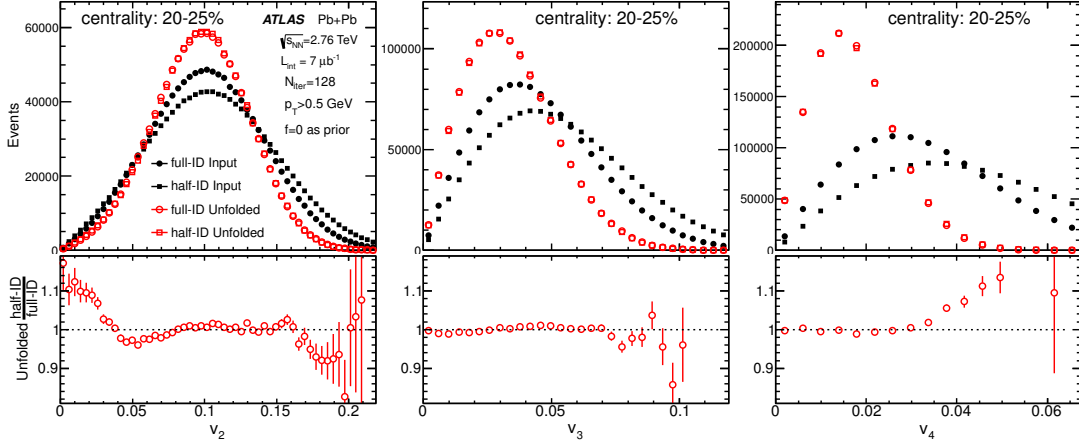 centrality: 20-25%
ATLAS Pb+Pb
√sNN=2.76 TeV
Lint = 7 μb-1
Niter=128
pT>0.5 GeV
f=0 as prior
full-ID Input
half-ID Input
full-ID Unfolded
half-ID Unfolded
Events
60000
50000
40000
30000
20000
10000
0
Unfolded half-ID
full-ID
1.1
1
0.9
0 0.05 0.1 0.15 0.2
v2
centrality: 20-25%
100000
50000
0
1.1
1
0.9
0 0.05 0.1
v3
centrality: 20-25%
200000
150000
100000
50000
0
1.1
1
0.9
0 0.02 0.04 0.06
v4